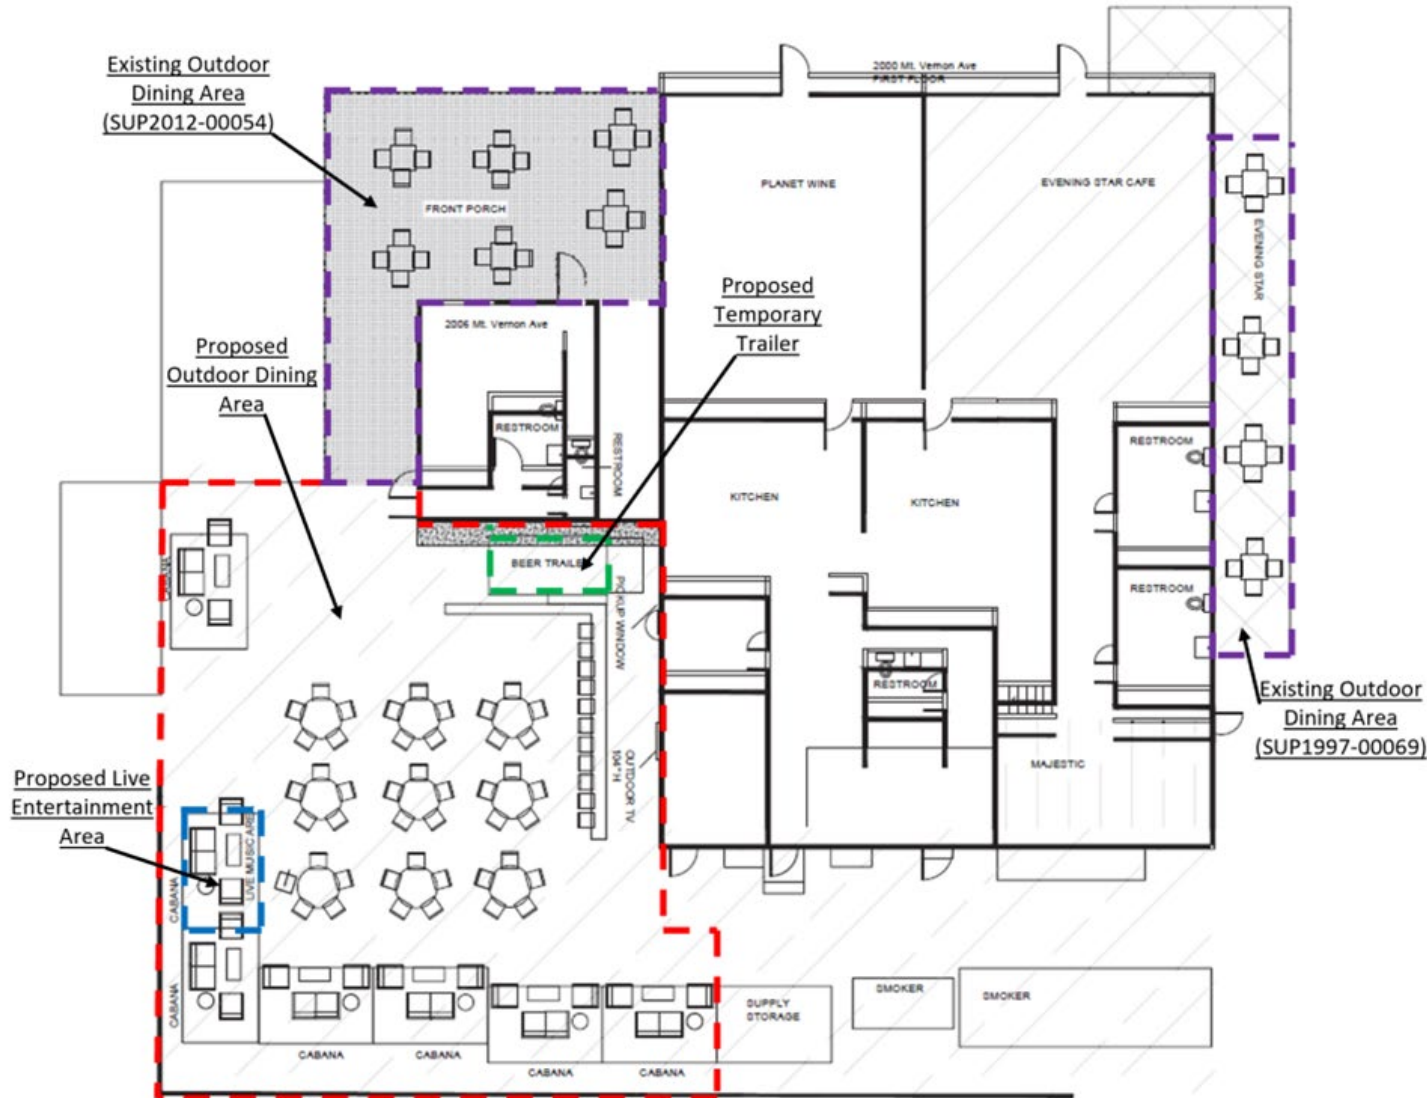 2000 Mt. Vernon Ave
FIRST FLOOR
Existing Outdoor
Dining Area
(SUP2012-00054)
PLANET WINE
EVENING STAR CAFE
FRONT PORCH
EVENING STAR
Proposed
Temporary
Trailer
2006 Mt. Vernon Ave
Proposed
Outdoor Dining
Area
RESTROOM
RESTROOM
RESTROOM
KITCHEN
KITCHEN
BEER TRAILE
PICKUP WINDOW
RESTROOM
RESTROOM
Existing Outdoor
Dining Area
(SUP1997-00069)
OUTDOOR TV
104" H
MAJESTIC
Proposed Live
Entertainment
Area
LIVE MUSIC ARE
CABANA
CABANA
SUPPLY
STORAGE
SMOKER
SMOKER
CABANA
CABANA
CABANA
CABANA